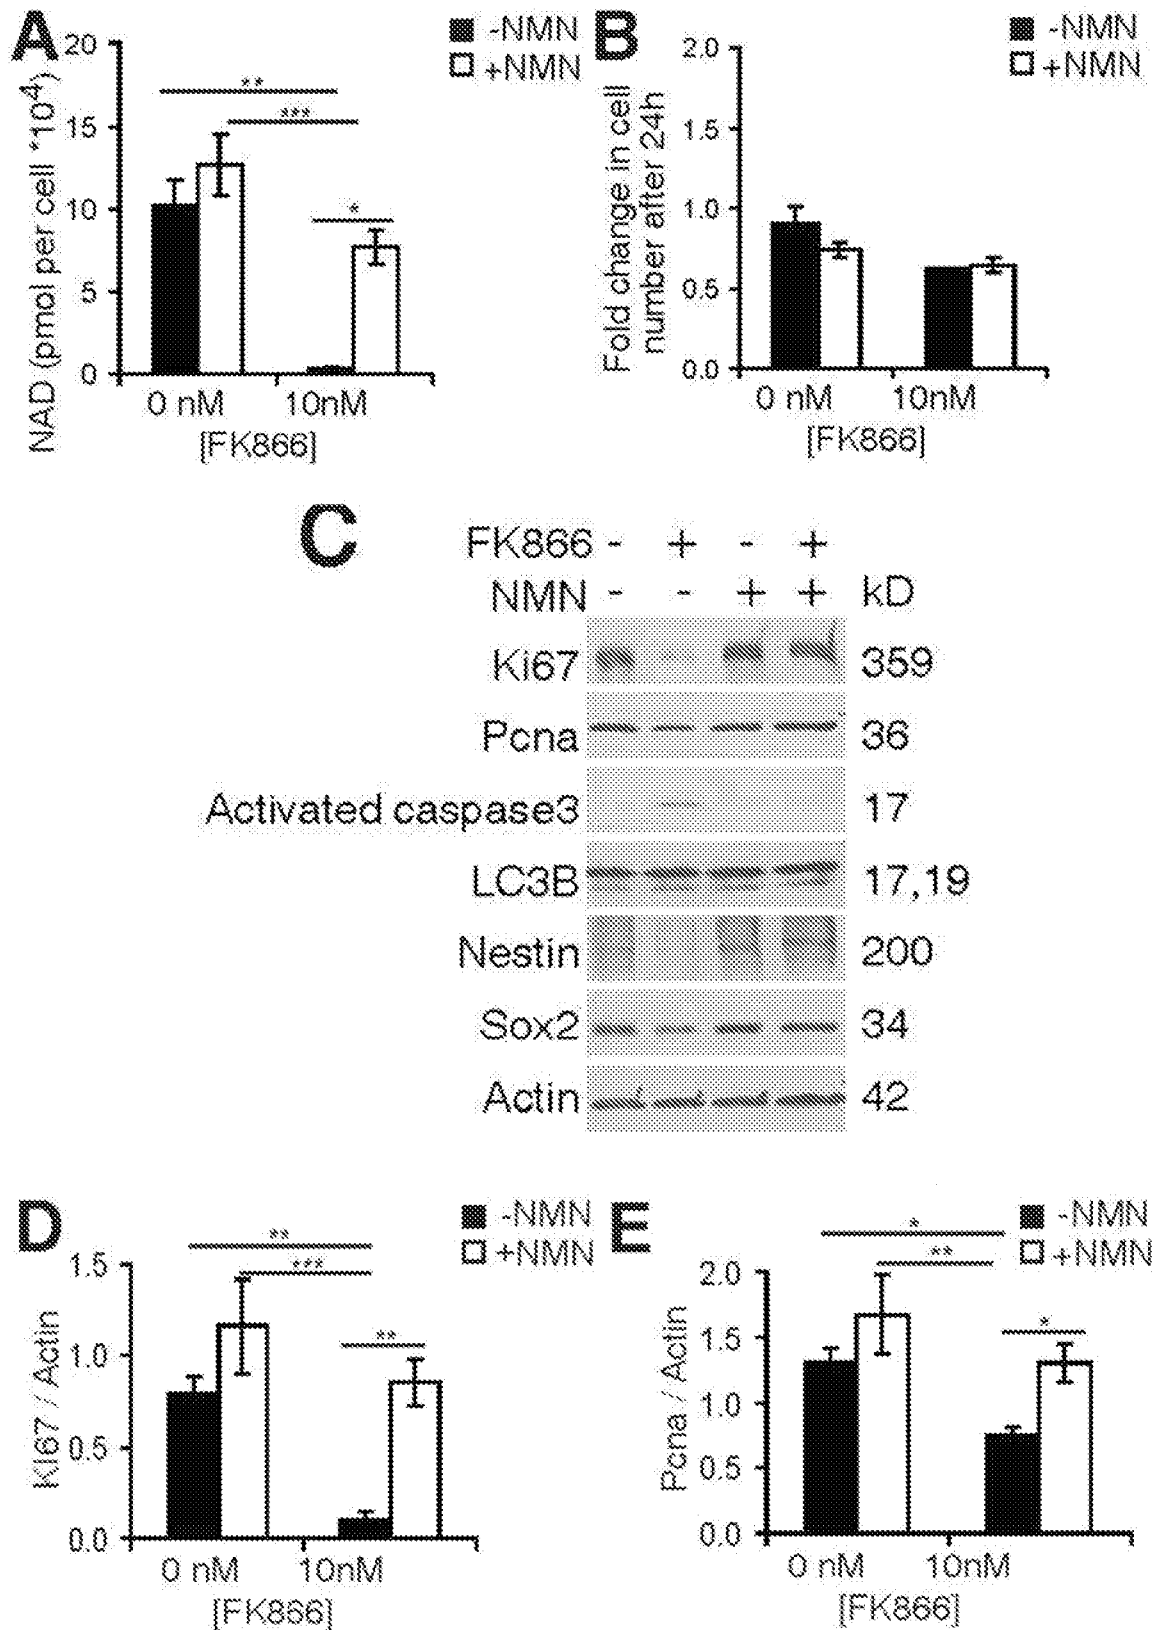 A
-NMN
+NMN
NAD (pmol per cell *10⁴)
20
15
10
5
0
**
***
*
0 nM 10nM
[FK866]
B
-NMN
+NMN
Fold change in cell
number after 24h
2.0
1.5
1.0
0.5
0.0
0 nM 10nM
[FK866]
C
FK866 - + - +
NMN - - + + kD
Ki67 359
Pcna 36
Activated caspase3 17
LC3B 17,19
Nestin 200
Sox2 34
Actin 42
D
-NMN
+NMN
**
***
**
KI67 / Actin
1.5
1.0
0.5
0.0
0 nM 10nM
[FK866]
E
-NMN
+NMN
*
**
*
Pcna / Actin
2.0
1.5
1.0
0.5
0.0
0 nM 10nM
[FK866]